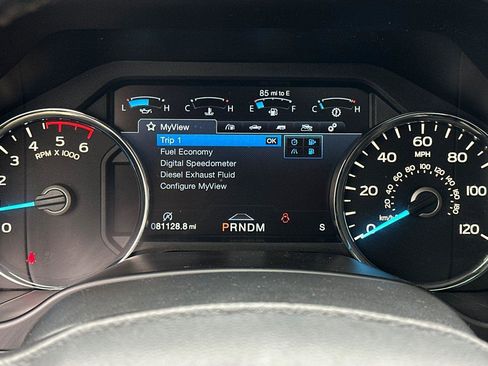 85 mi to E
L H C H E F C H
MyView
Trip 1 OK
Fuel Economy
Digital Speedometer
Diesel Exhaust Fluid
Configure MyView
081128.8 mi PRNDM S
0 2 3 4 5 6
RPM X 1000
0 20 40 60 80 100 120
MPH
km/h